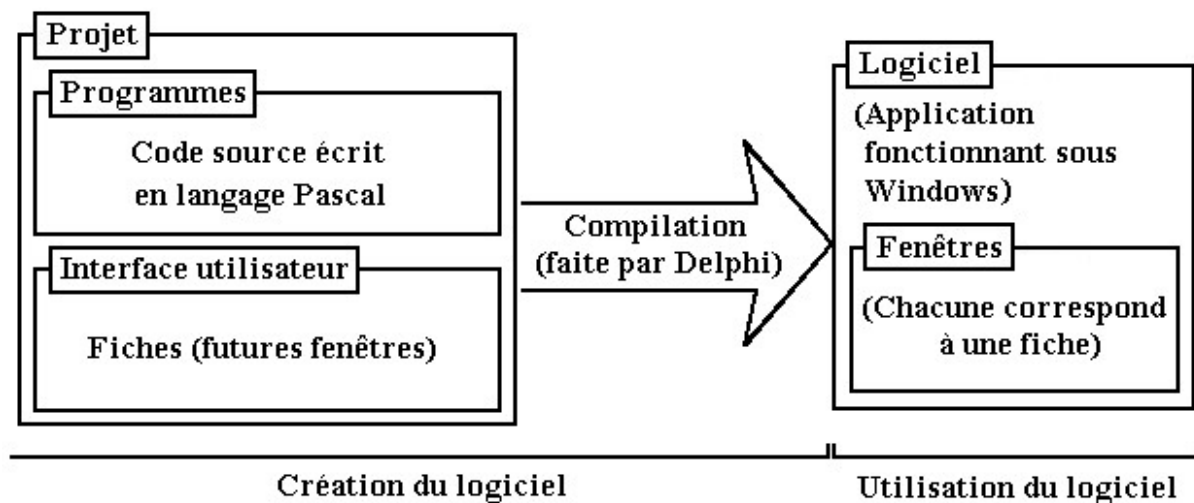 Projet
Programmes
Code source écrit
en langage Pascal
Interface utilisateur
Fiches (futures fenêtres)
Compilation
(faite par Delphi)
Logiciel
(Application
fonctionnant sous
Windows)
Fenêtres
(Chacune correspond
à une fiche)
Création du logiciel
Utilisation du logiciel